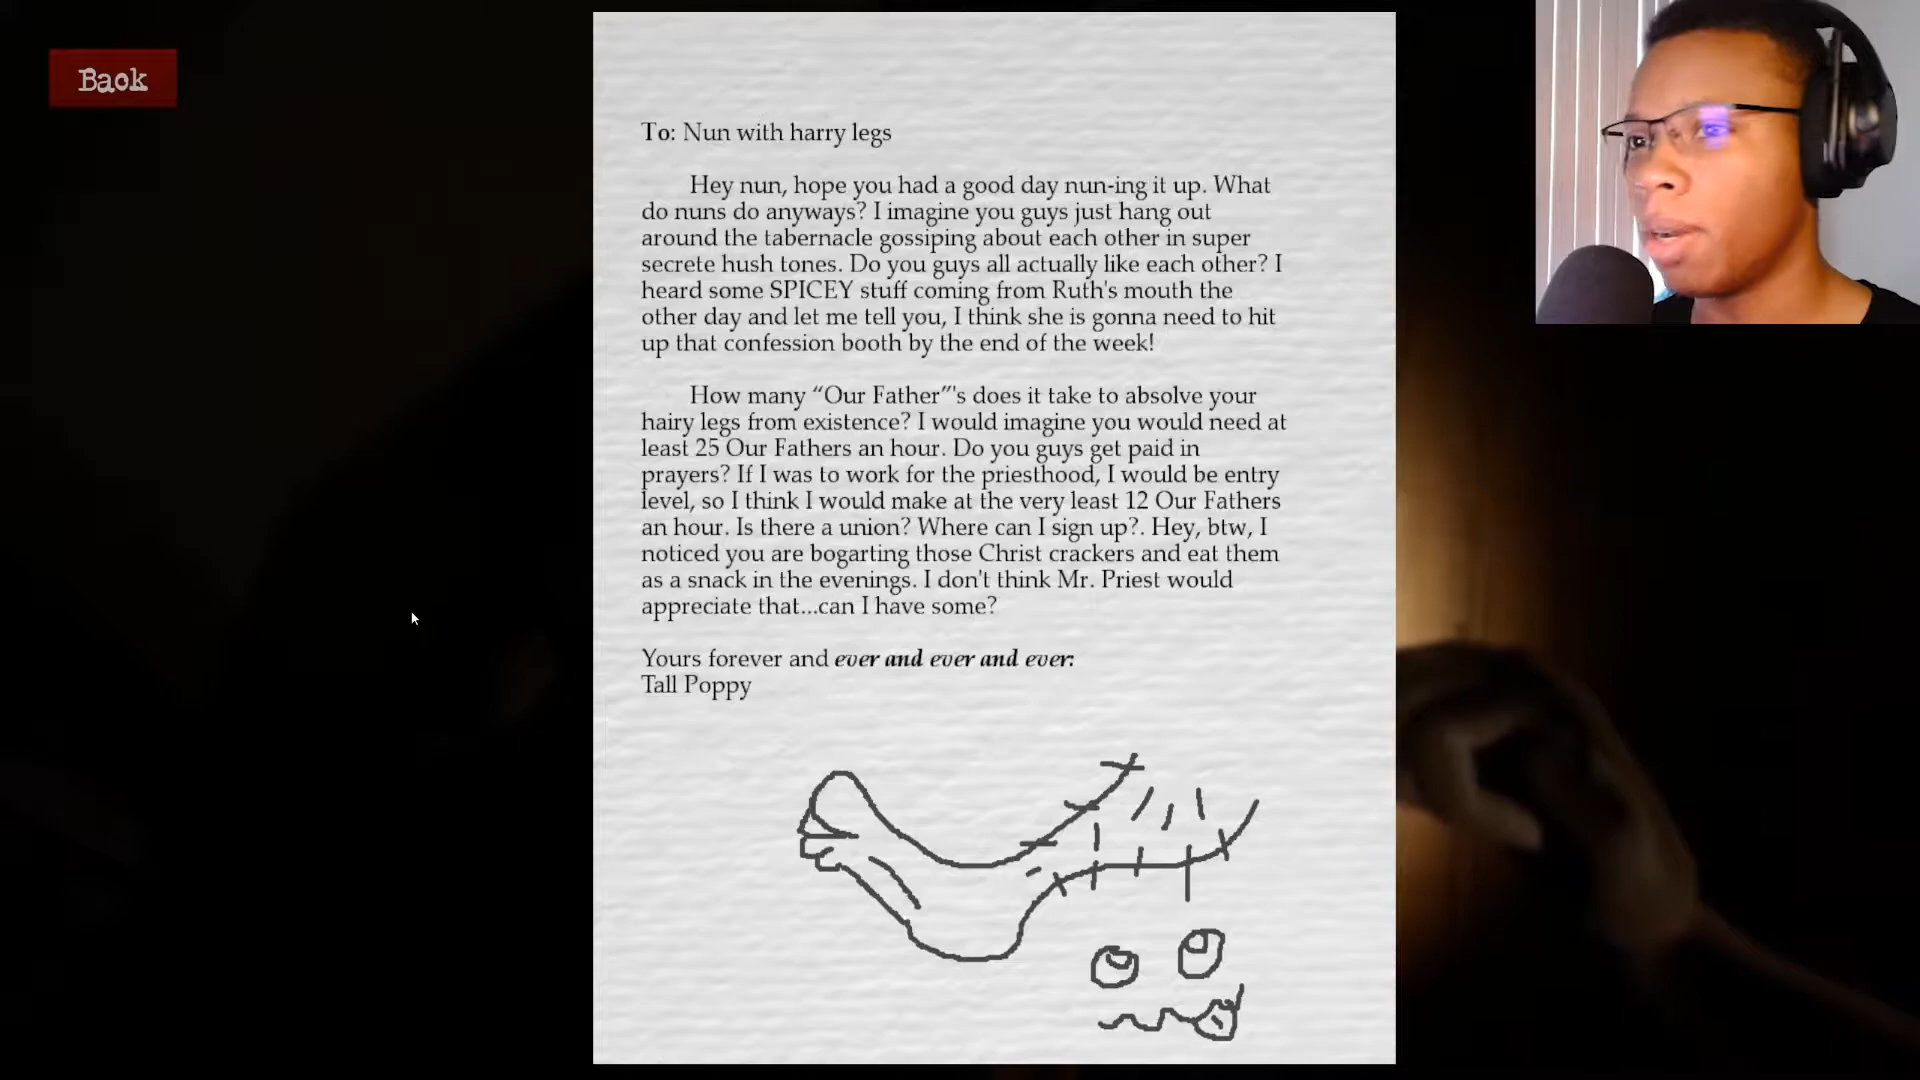 Back
To: Nun with harry legs
Hey nun, hope you had a good day nun-ing it up. What
do nuns do anyways? I imagine you guys just hang out
around the tabernacle gossiping about each other in super
secrete hush tones. Do you guys all actually like each other? I
heard some SPICEY stuff coming from Ruth's mouth the
other day and let me tell you, I think she is gonna need to hit
up that confession booth by the end of the week!
How many “Our Father”'s does it take to absolve your
hairy legs from existence? I would imagine you would need at
least 25 Our Fathers an hour. Do you guys get paid in
prayers? If I was to work for the priesthood, I would be entry
level, so I think I would make at the very least 12 Our Fathers
an hour. Is there a union? Where can I sign up?. Hey, btw, I
noticed you are bogarting those Christ crackers and eat them
as a snack in the evenings. I don't think Mr. Priest would
appreciate that...can I have some?
Yours forever and ever and ever and ever:
Tall Poppy